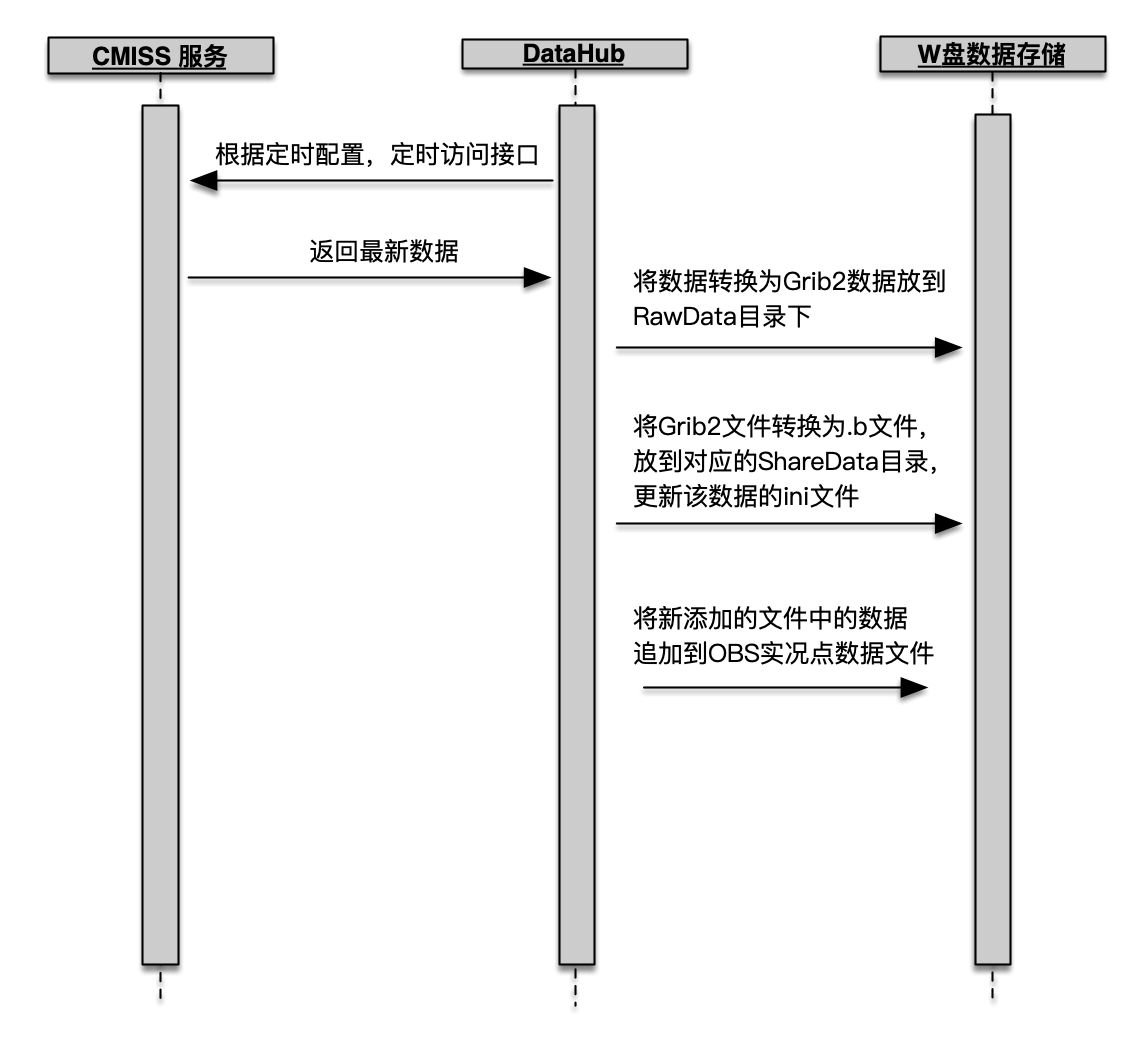 CMISS 服务
DataHub
W盘数据存储
根据定时配置，定时访问接口
返回最新数据
将数据转换为Grib2数据放到
RawData目录下
将Grib2文件转换为.b文件，
放到对应的ShareData目录，
更新该数据的ini文件
将新添加的文件中的数据
追加到OBS实况点数据文件